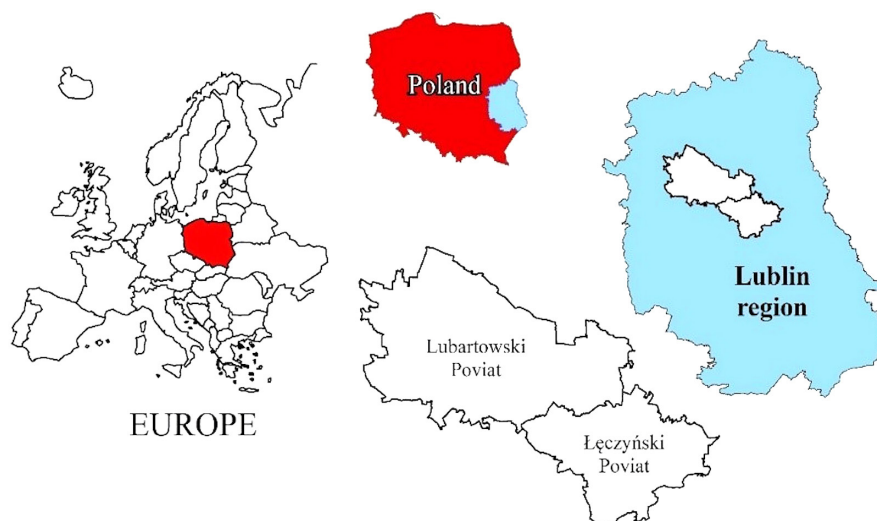 Poland
Lublin
region
Lubartowski
Poviat
EUROPE
Łęczyński
Poviat